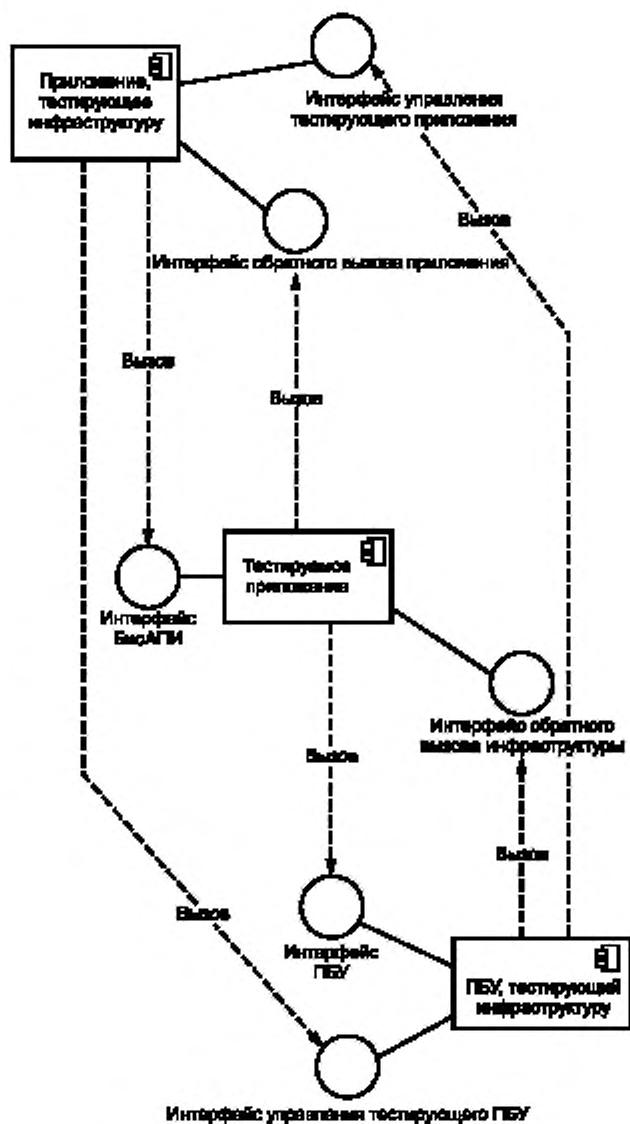 Приложение,
тестирующее
инфраструктуру
Интерфейс управления
тестирующего приложения
Вызов
Интерфейс обратного вызова приложения
Вызов
Вызов
Тестируемое
приложение
Интерфейс
БиоАПИ
Интерфейс обратного
вызова инфраструктуры
Вызов
Вызов
Вызов
Интерфейс
ПБУ
ПБУ, тестирующий
инфраструктуру
Интерфейс управления тестирующего ПБУ